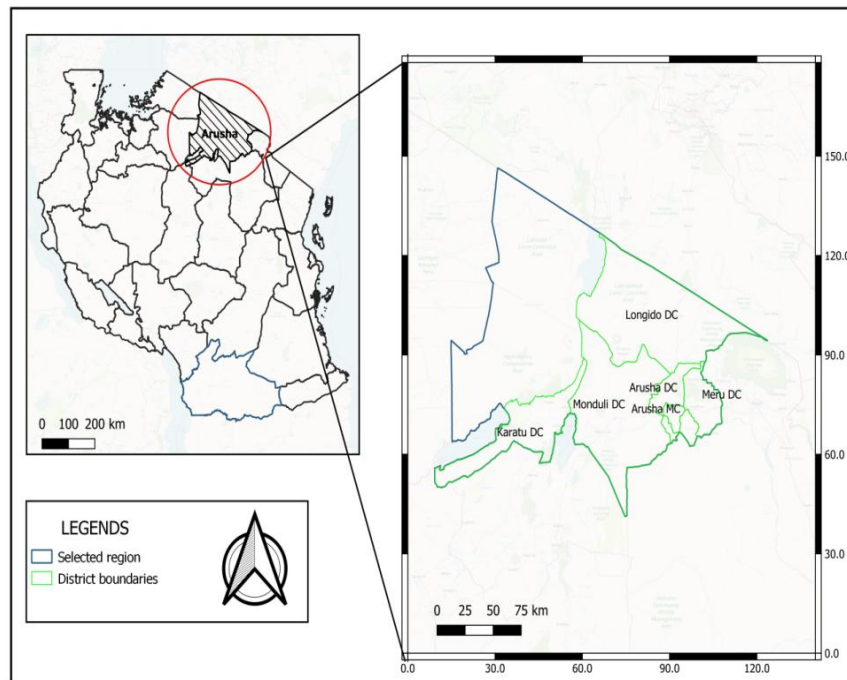 Arusha
0 100 200 km
LEGENDS
Selected region
District boundaries
150.0
120.0
90.0
60.0
30.0
0.0
Longido DC
Arusha DC
Meru DC
Monduli DC
Arusha MC
Karatu DC
0 25 50 75 km
0.0 30.0 60.0 90.0 120.0